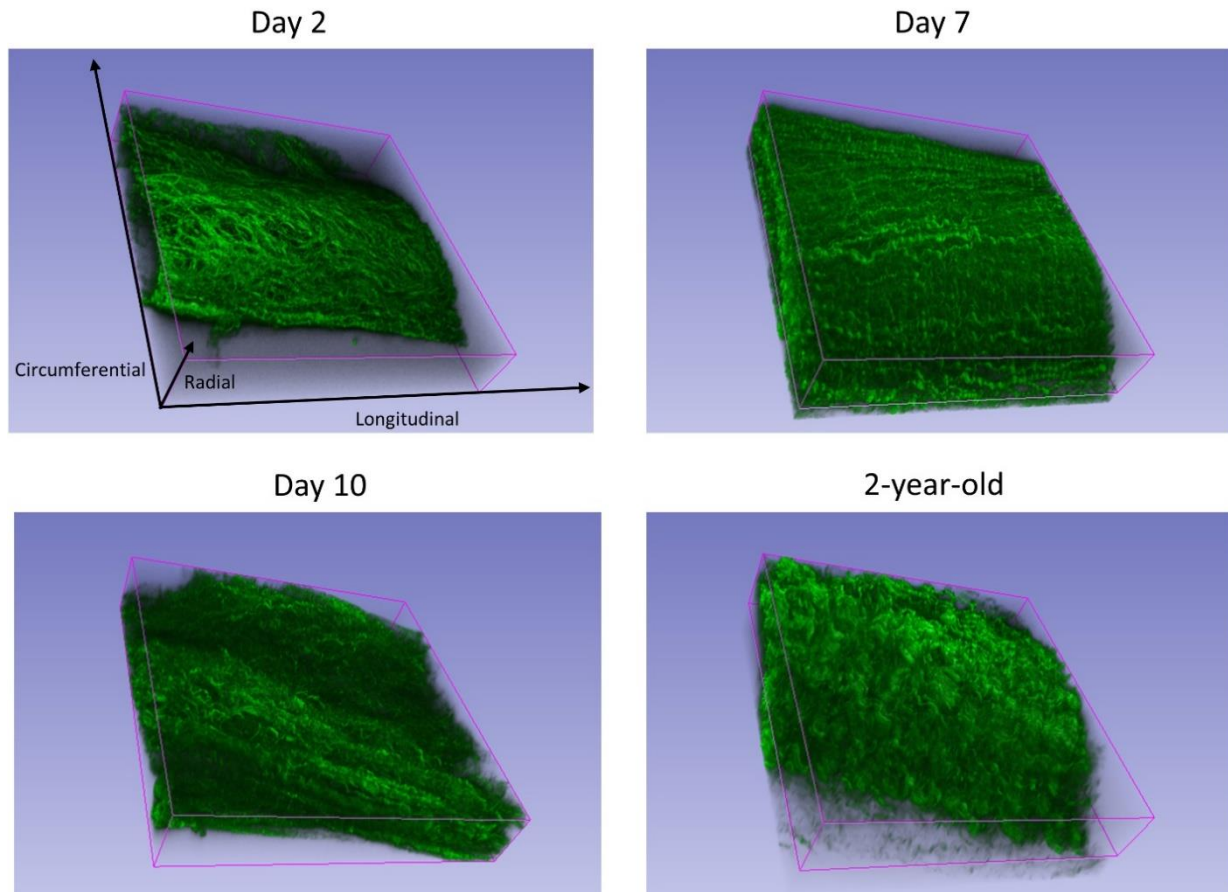 Day 2
Day 7
Circumferential
Radial
Longitudinal
Day 10
2-year-old